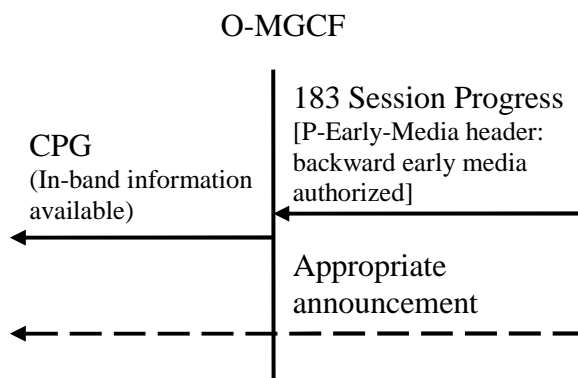 O-MGCF
183 Session Progress
[P-Early-Media header:
backward early media
authorized]
CPG
(In-band information
available)
Appropriate
announcement